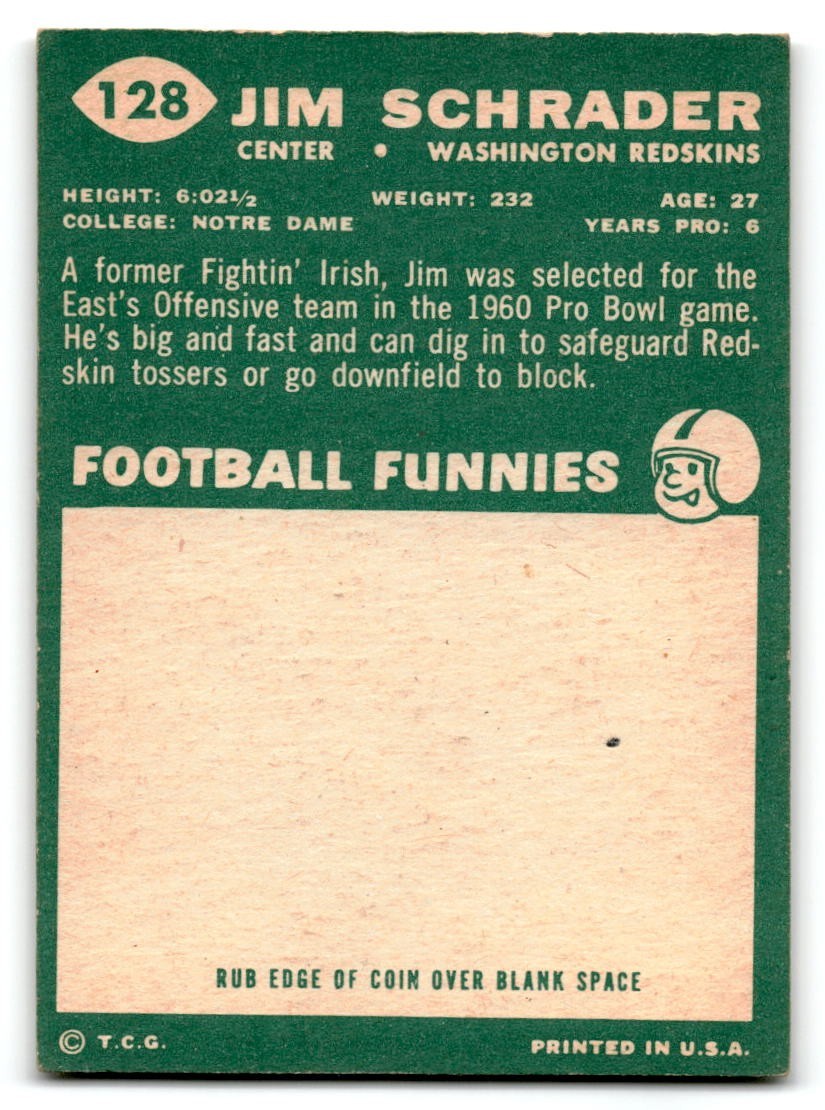 128 JIM SCHRADER
CENTER • WASHINGTON REDSKINS
HEIGHT: 6:02½ WEIGHT: 232 AGE: 27
COLLEGE: NOTRE DAME YEARS PRO: 6
A former Fightin' Irish, Jim was selected for the
East's Offensive team in the 1960 Pro Bowl game.
He's big and fast and can dig in to safeguard Red-
skin tossers or go downfield to block.
FOOTBALL FUNNIES
RUB EDGE OF COIN OVER BLANK SPACE
© T.C.G. PRINTED IN U.S.A.